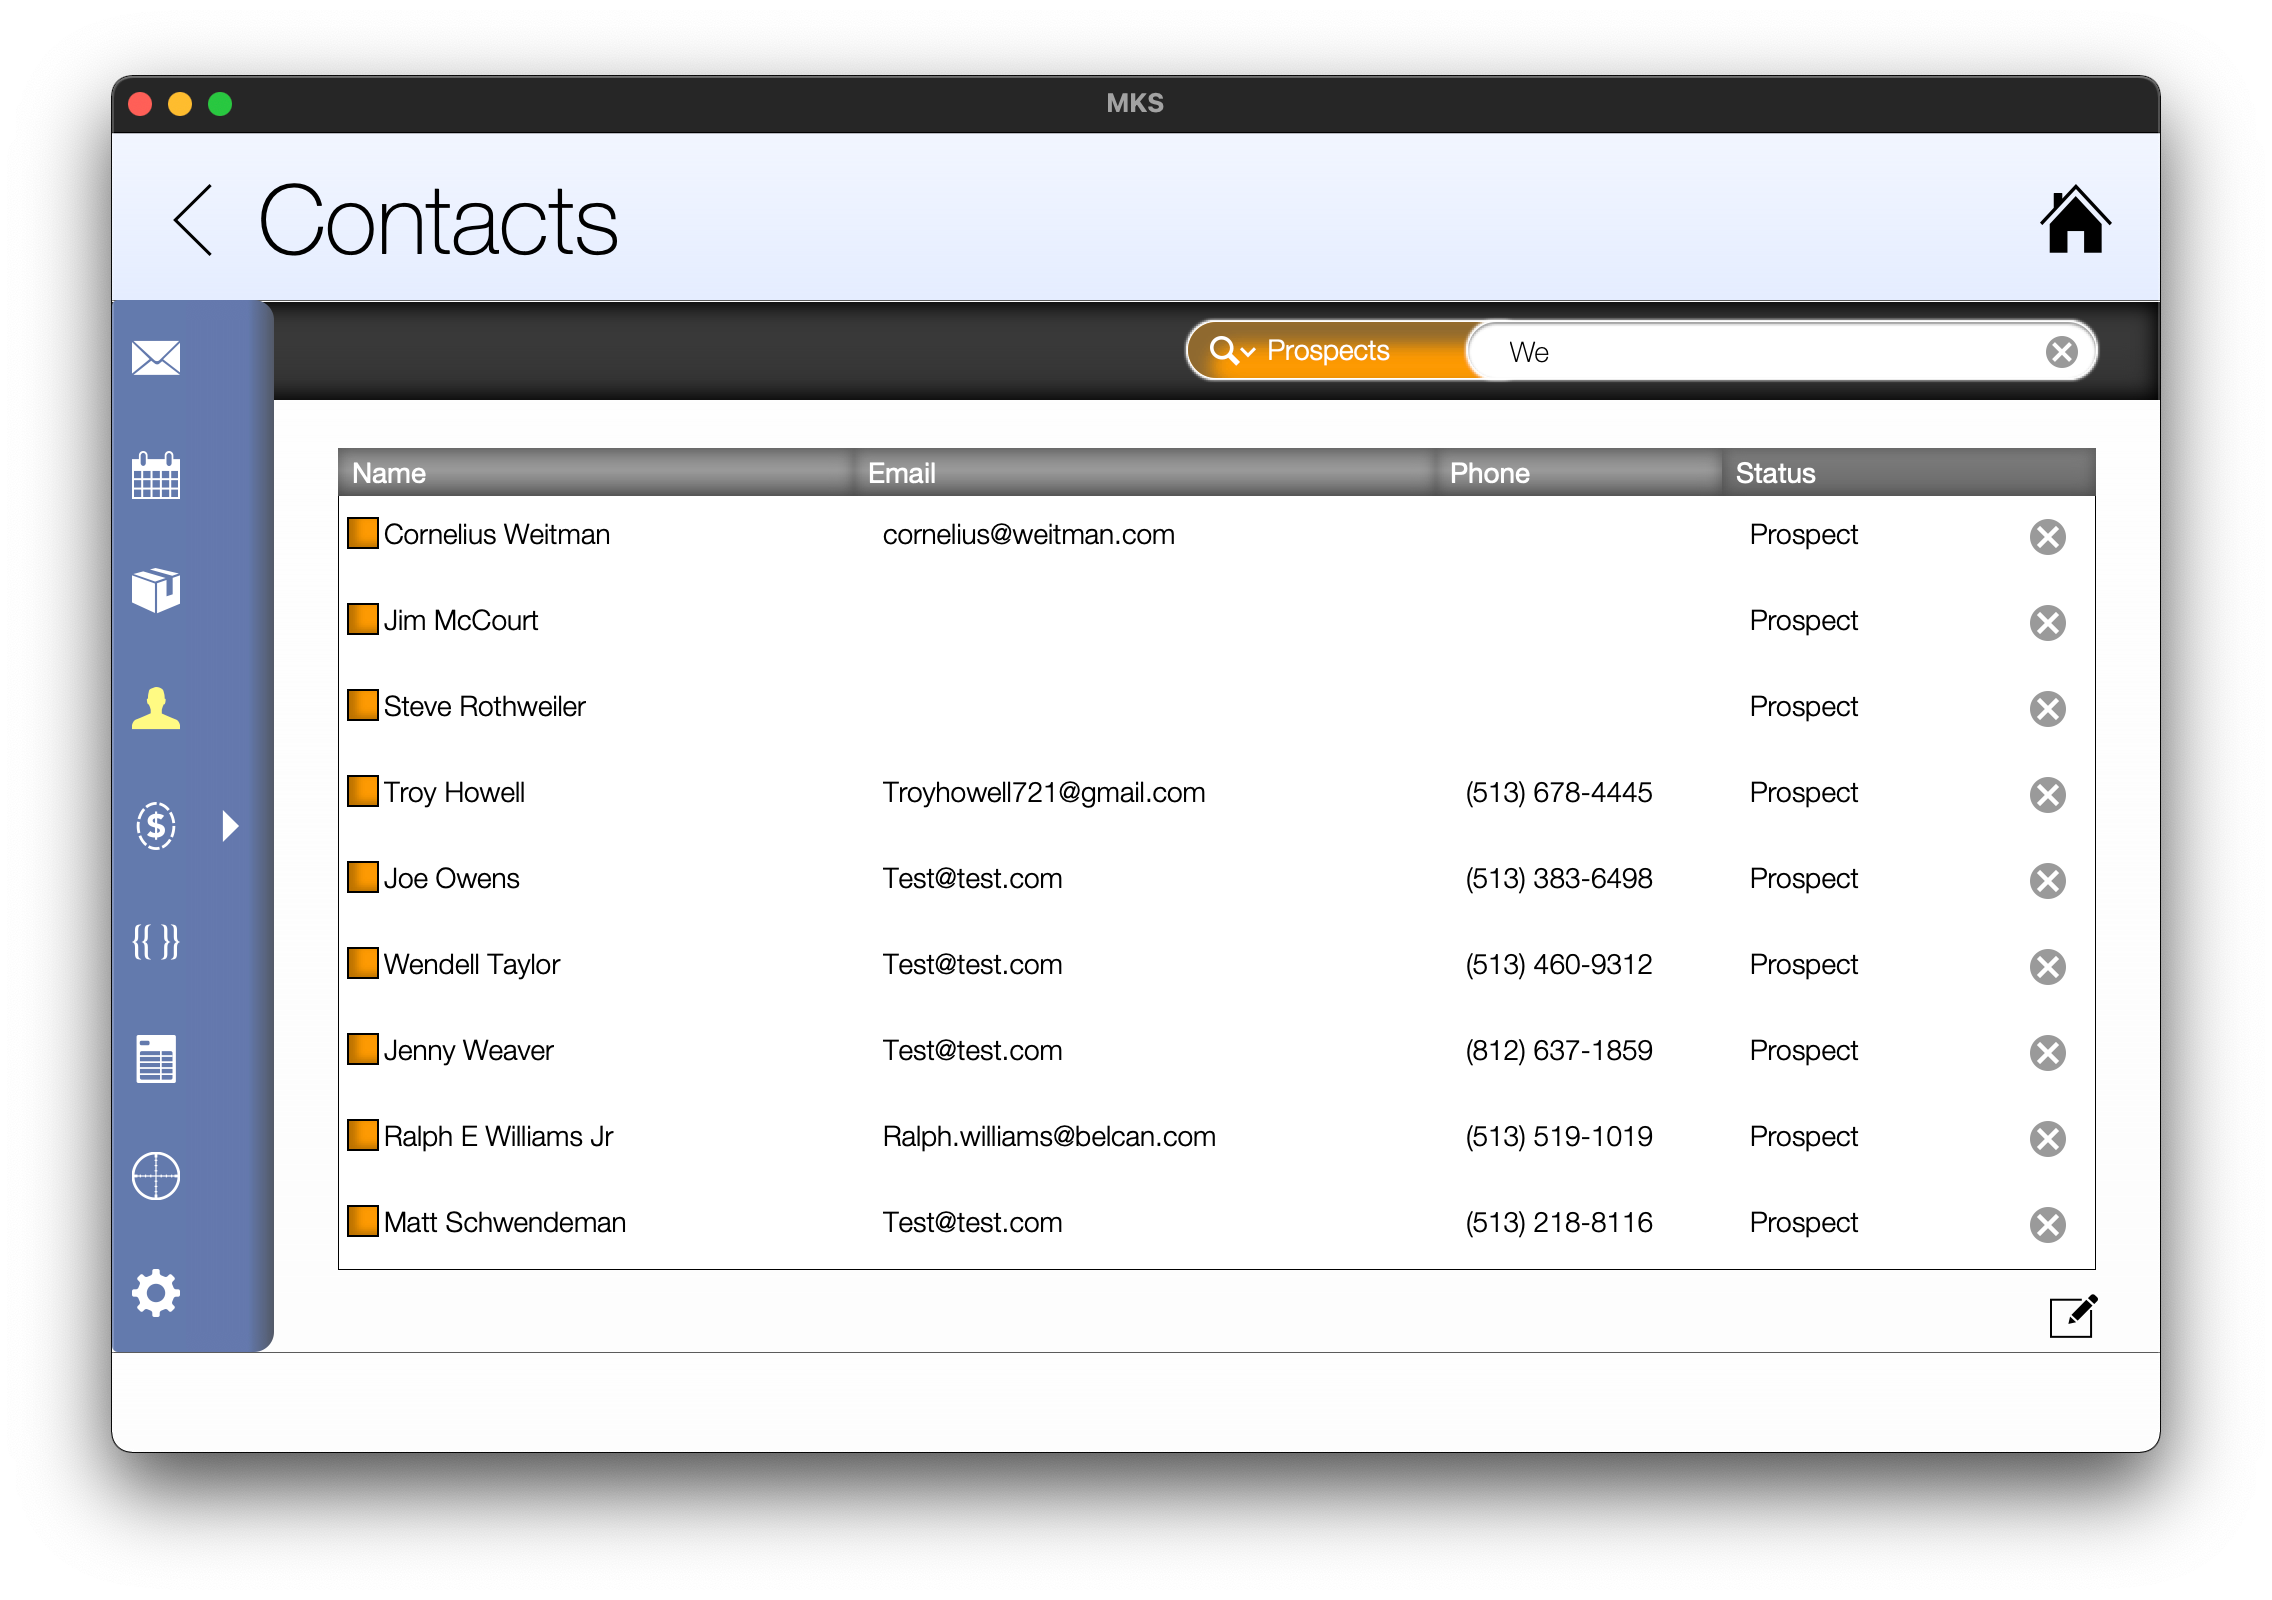 MKS
Contacts
Prospects We
Name Email Phone Status
Cornelius Weitman cornelius@weitman.com Prospect
Jim McCourt Prospect
Steve Rothweiler Prospect
Troy Howell Troyhowell721@gmail.com (513) 678-4445 Prospect
Joe Owens Test@test.com (513) 383-6498 Prospect
Wendell Taylor Test@test.com (513) 460-9312 Prospect
Jenny Weaver Test@test.com (812) 637-1859 Prospect
Ralph E Williams Jr Ralph.williams@belcan.com (513) 519-1019 Prospect
Matt Schwendeman Test@test.com (513) 218-8116 Prospect